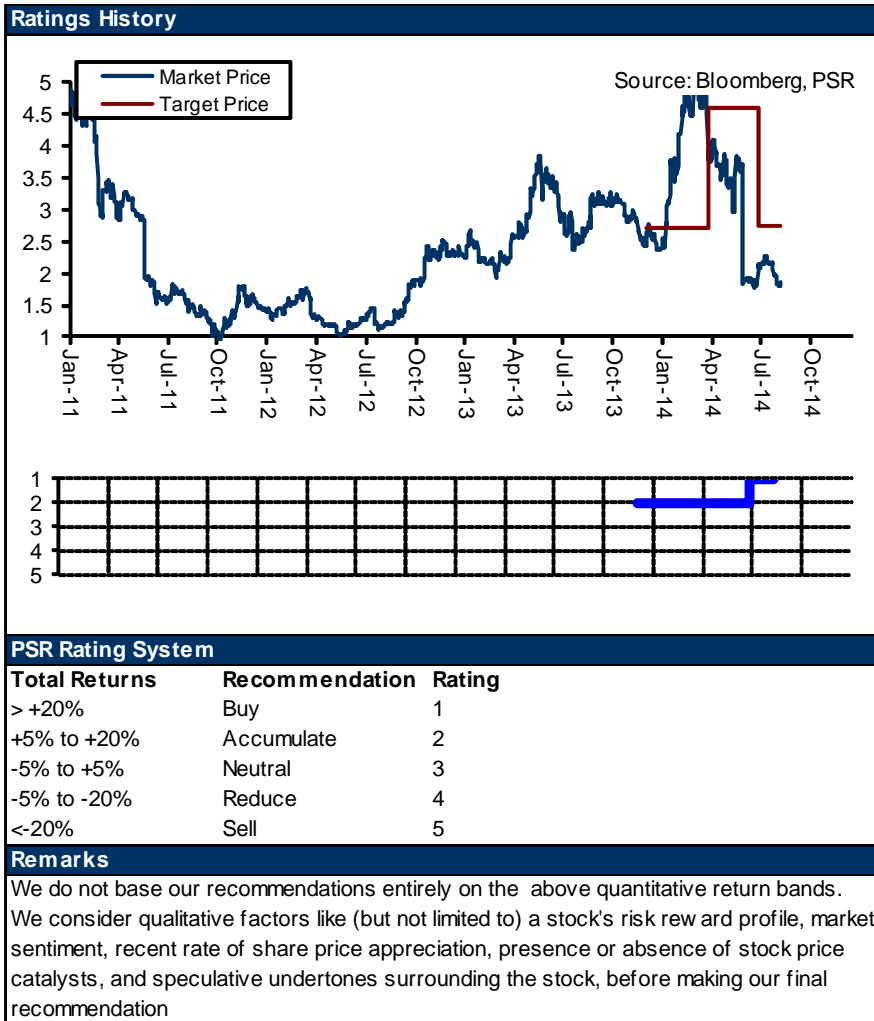 Ratings History
Market Price
Target Price
Source: Bloomberg, PSR
5
4.5
4
3.5
3
2.5
2
1.5
1
Jan-11
Apr-11
Jul-11
Oct-11
Jan-12
Apr-12
Jul-12
Oct-12
Jan-13
Apr-13
Jul-13
Oct-13
Jan-14
Apr-14
Jul-14
Oct-14
1
2
3
4
5
PSR Rating System
Total Returns Recommendation Rating
> +20% Buy 1
+5% to +20% Accumulate 2
-5% to +5% Neutral 3
-5% to -20% Reduce 4
<-20% Sell 5
Remarks
We do not base our recommendations entirely on the above quantitative return bands.
We consider qualitative factors like (but not limited to) a stock's risk reward profile, market
sentiment, recent rate of share price appreciation, presence or absence of stock price
catalysts, and speculative undertones surrounding the stock, before making our final
recommendation